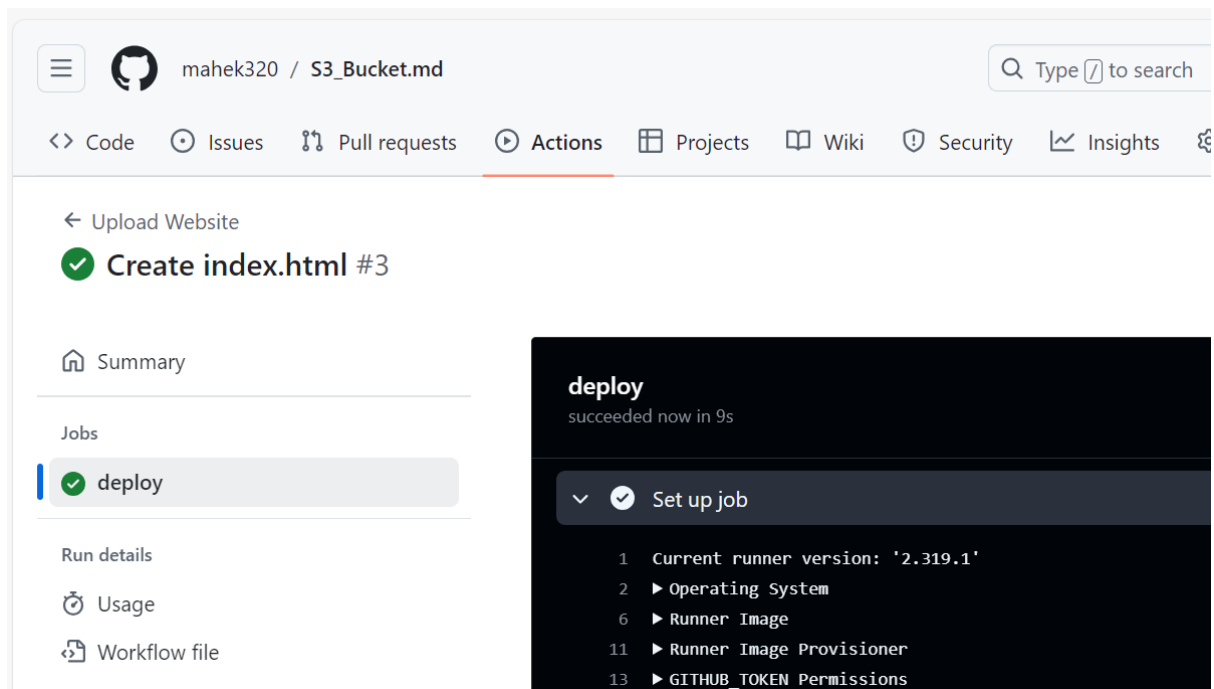 mahek320 / S3_Bucket.md
Type / to search
Code Issues Pull requests Actions Projects Wiki Security Insights
Upload Website
Create index.html #3
Summary
Jobs
deploy
Run details
Usage
Workflow file
deploy
succeeded now in 9s
Set up job
1 Current runner version: '2.319.1'
2 Operating System
6 Runner Image
11 Runner Image Provisioner
13 GITHUB_TOKEN Permissions